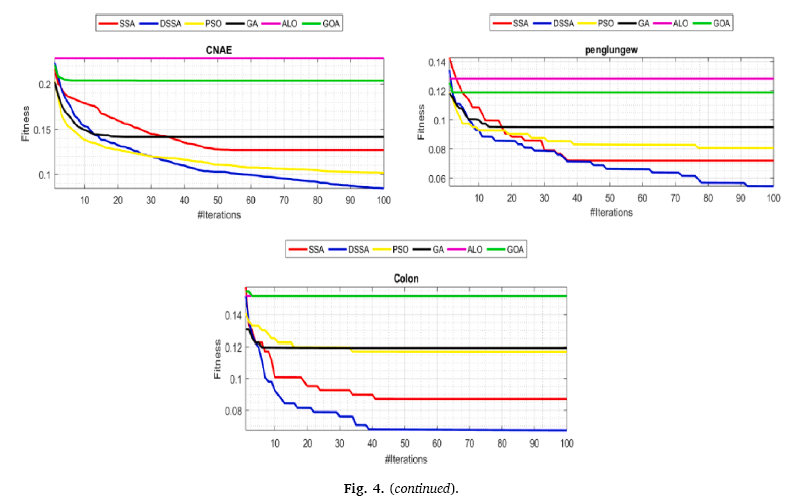 SSA DSSA PSO GA ALO GOA
CNAE
Fitness
0.2
0.15
0.1
10 20 30 40 50 60 70 80 90 100
#Iterations
SSA DSSA PSO GA ALO GOA
penglungew
Fitness
0.14
0.12
0.1
0.08
0.06
10 20 30 40 50 60 70 80 90 100
#Iterations
SSA DSSA PSO GA ALO GOA
Colon
Fitness
0.14
0.12
0.1
0.08
10 20 30 40 50 60 70 80 90 100
#Iterations
Fig. 4. (continued).